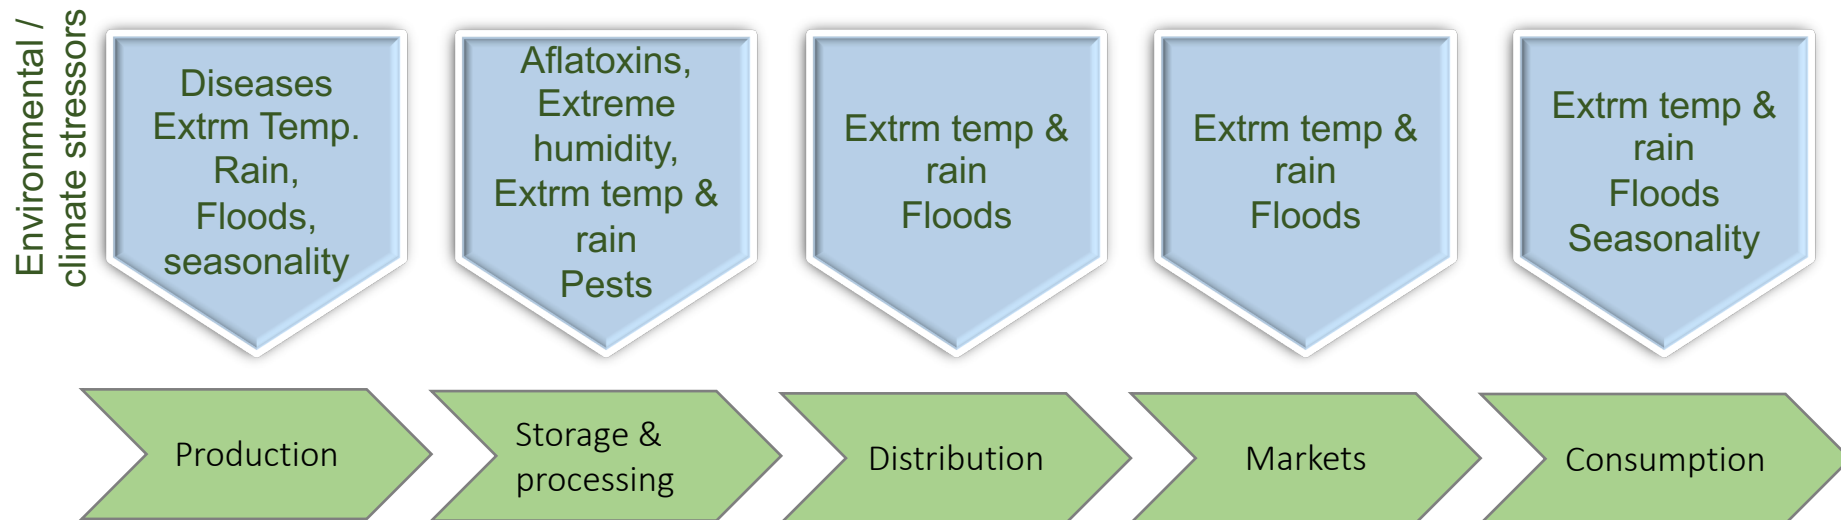 Environmental /
climate stressors
Diseases
Extrm Temp.
Rain,
Floods,
seasonality
Aflatoxins,
Extreme
humidity,
Extrm temp &
rain
Pests
Extrm temp &
rain
Floods
Extrm temp &
rain
Floods
Extrm temp &
rain
Floods
Seasonality
Production
Storage &
processing
Distribution
Markets
Consumption